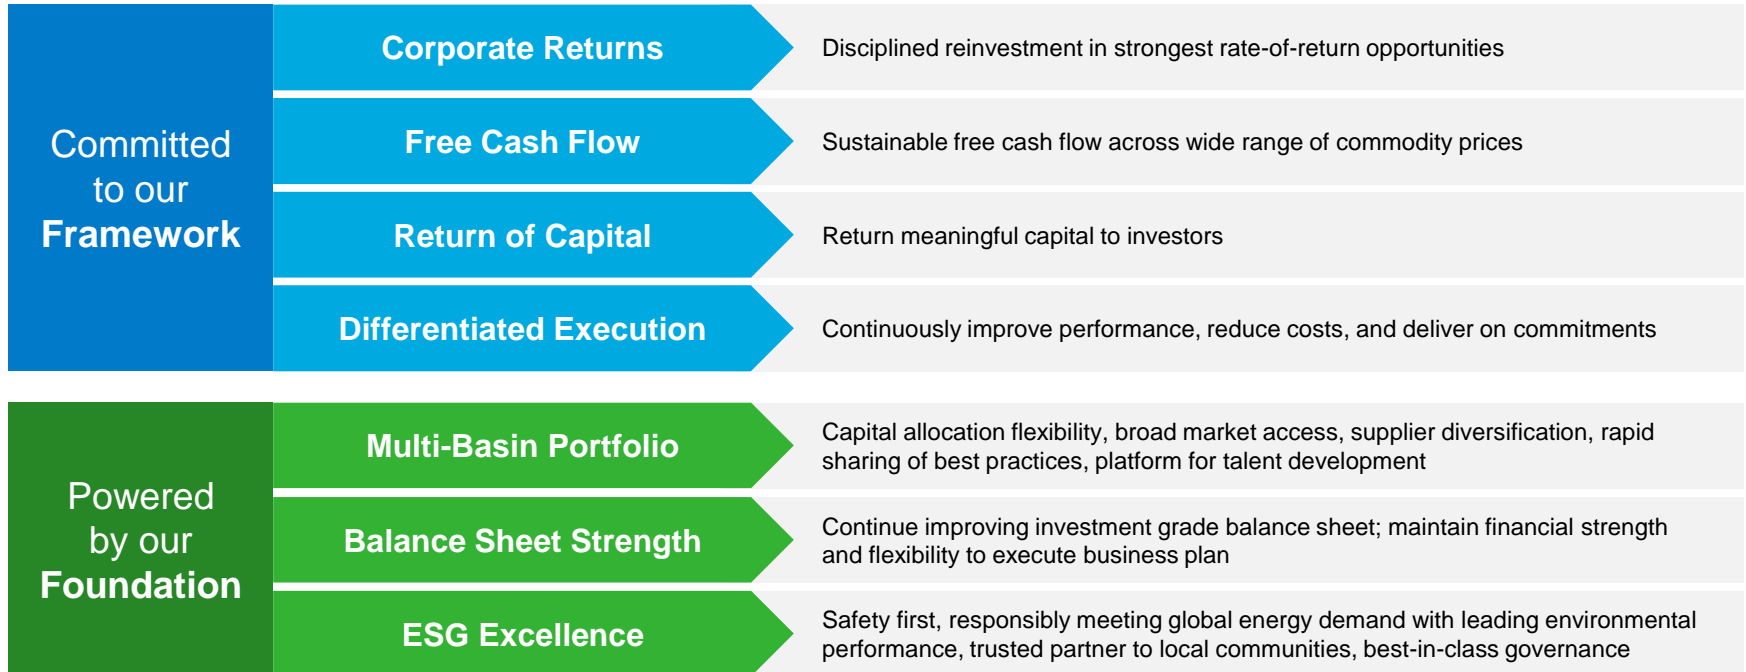 Committed
to our
Framework
Corporate Returns
Disciplined reinvestment in strongest rate-of-return opportunities
Free Cash Flow
Sustainable free cash flow across wide range of commodity prices
Return of Capital
Return meaningful capital to investors
Differentiated Execution
Continuously improve performance, reduce costs, and deliver on commitments
Powered
by our
Foundation
Multi-Basin Portfolio
Capital allocation flexibility, broad market access, supplier diversification, rapid
sharing of best practices, platform for talent development
Balance Sheet Strength
Continue improving investment grade balance sheet; maintain financial strength
and flexibility to execute business plan
ESG Excellence
Safety first, responsibly meeting global energy demand with leading environmental
performance, trusted partner to local communities, best-in-class governance